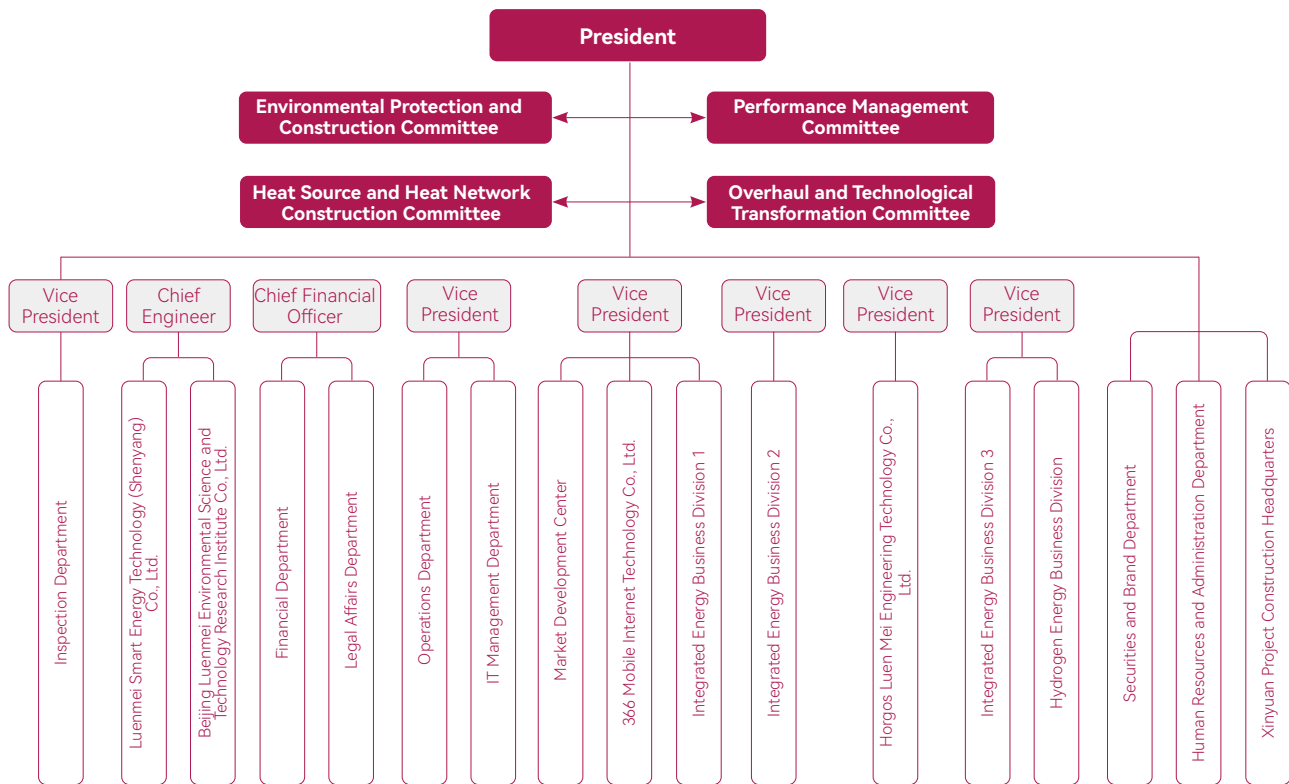 President
Environmental Protection and
Construction Committee
Performance Management
Committee
Heat Source and Heat Network
Construction Committee
Overhaul and Technological
Transformation Committee
Vice
President
Chief
Engineer
Chief Financial
Officer
Vice
President
Vice
President
Vice
President
Vice
President
Vice
President
Inspection Department
Luenmei Smart Energy Technology (Shenyang)
Co., Ltd.
Beijing Luenmei Environmental Science and
Technology Research Institute Co., Ltd.
Financial Department
Legal Affairs Department
Operations Department
IT Management Department
Market Development Center
366 Mobile Internet Technology Co., Ltd.
Integrated Energy Business Division 1
Integrated Energy Business Division 2
Horgos Luen Mei Engineering Technology Co.,
Ltd.
Integrated Energy Business Division 3
Hydrogen Energy Business Division
Securities and Brand Department
Human Resources and Administration Department
Xinyuan Project Construction Headquarters